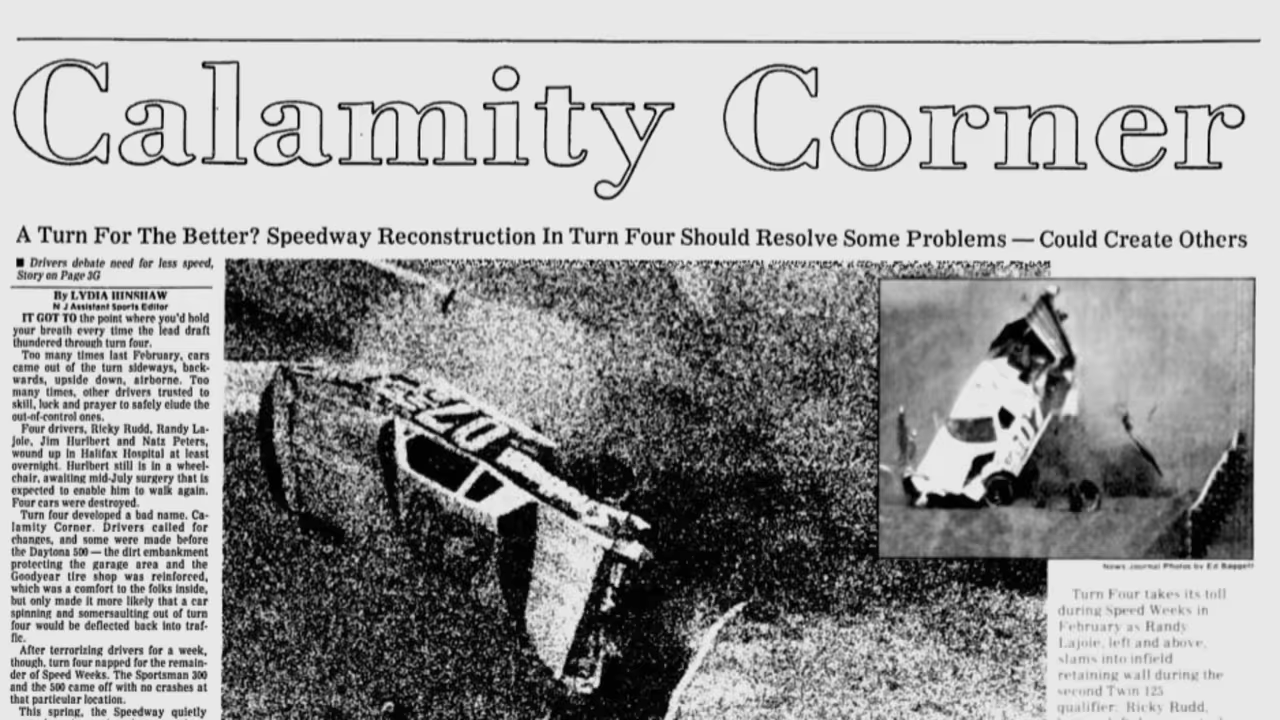 Calamity Corner
A Turn For The Better? Speedway Reconstruction In Turn Four Should Resolve Some Problems — Could Create Others
■ Drivers debate need for less speed,
Story on Page 3G
By LYDIA HINSHAW
N J Assistant Sports Editor
IT GOT TO the point where you'd hold
your breath every time the lead draft
thundered through turn four.
Too many times last February, cars
came out of the turn sideways, back-
wards, upside down, airborne. Too
many times, other drivers trusted to
skill, luck and prayer to safely elude the
out-of-control ones.
Four drivers, Ricky Rudd, Randy La-
Joie, Jim Hurlbert and Natz Peters,
wound up in Halifax Hospital at least
overnight. Hurlbert still is in a wheel-
chair, awaiting mid-July surgery that is
expected to enable him to walk again.
Four cars were destroyed.
Turn four developed a bad name. Ca-
lamity Corner. Drivers called for
changes, and some were made before
the Daytona 500 — the dirt embankment
protecting the garage area and the
Goodyear tire shop was reinforced,
which was a comfort to the folks inside,
but only made it more likely that a car
spinning and somersaulting out of turn
four would be deflected back into traf-
fic.
After terrorizing drivers for a week,
though, turn four napped for the remain-
der of Speed Weeks. The Sportsman 300
and the 500 came off with no crashes at
that particular location.
This spring, the Speedway quietly
News Journal Photos by Ed Baggett
Turn Four takes its toll
during Speed Weeks in
February as Randy
Lajoie, left and above,
slams into infield
retaining wall during the
second Twin 125
qualifier; Ricky Rudd,